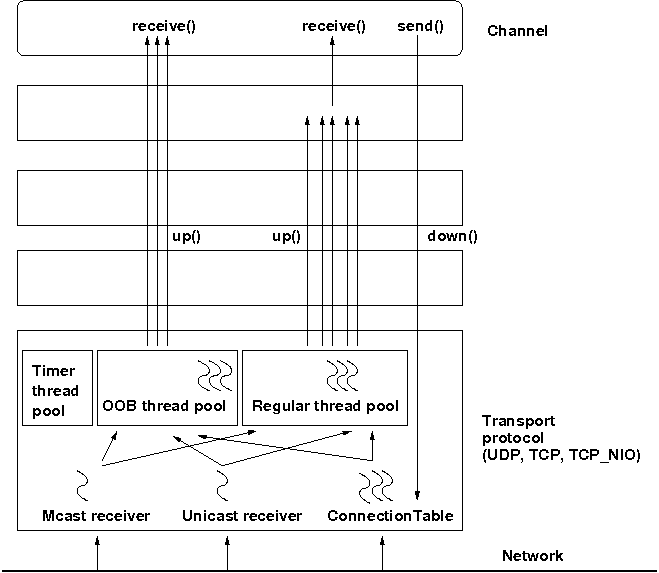 receive()
receive()
send()
Channel
up()
up()
down()
Timer
thread
pool
OOB thread pool
Regular thread pool
Transport
protocol
(UDP, TCP, TCP_NIO)
Mcast receiver
Unicast receiver
ConnectionTable
Network